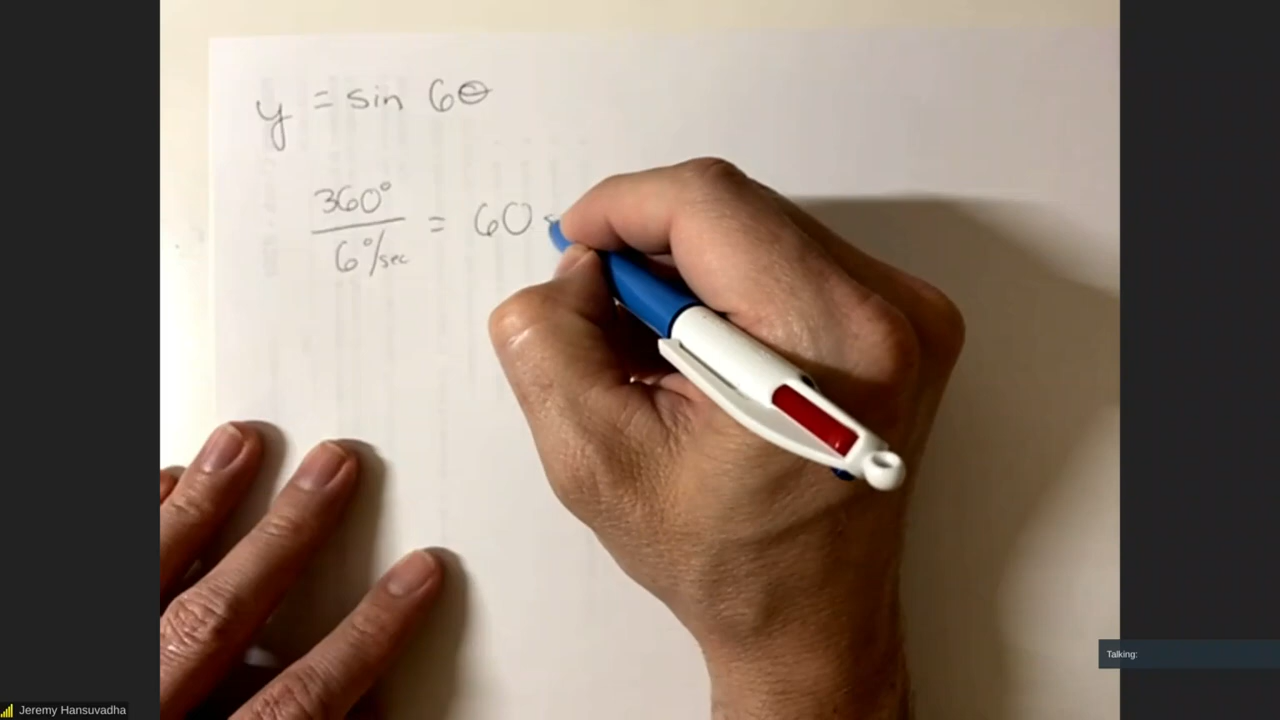 y = sin 6θ
360°
6°/sec
= 60 s
Talking:
Jeremy Hansuvadha